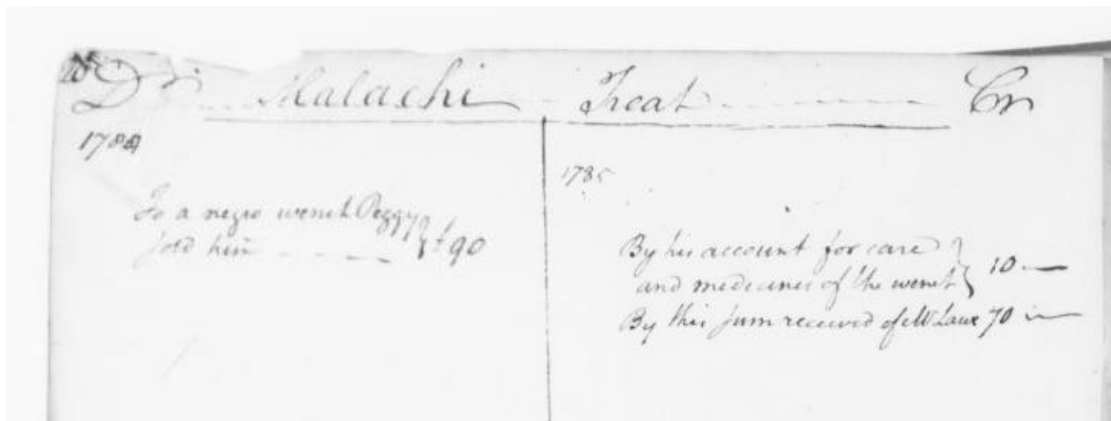 Dr Malachi Treat Cr
To a negro wench Peggy
sold him £90
1785
By his account for care
and medecines of the wench 10
By this sum received of Mr Laux 70